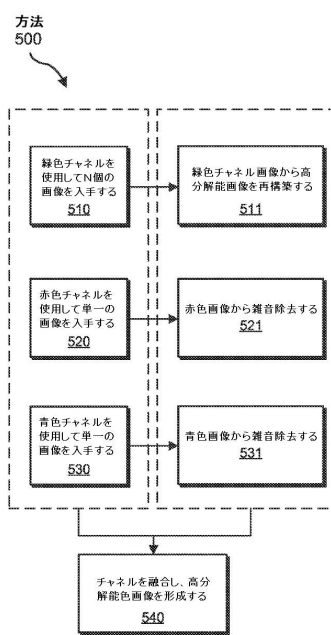 方法
500
緑色チャネルを
使用してN個の
画像を入手する
510
緑色チャネル画像から高
分解能画像を再構築する
511
赤色チャネルを
使用して単一の
画像を入手する
520
赤色画像から雑音除去する
521
青色チャネルを
使用して単一の
画像を入手する
530
青色画像から雑音除去する
531
チャネルを融合し、高分
解能色画像を形成する
540